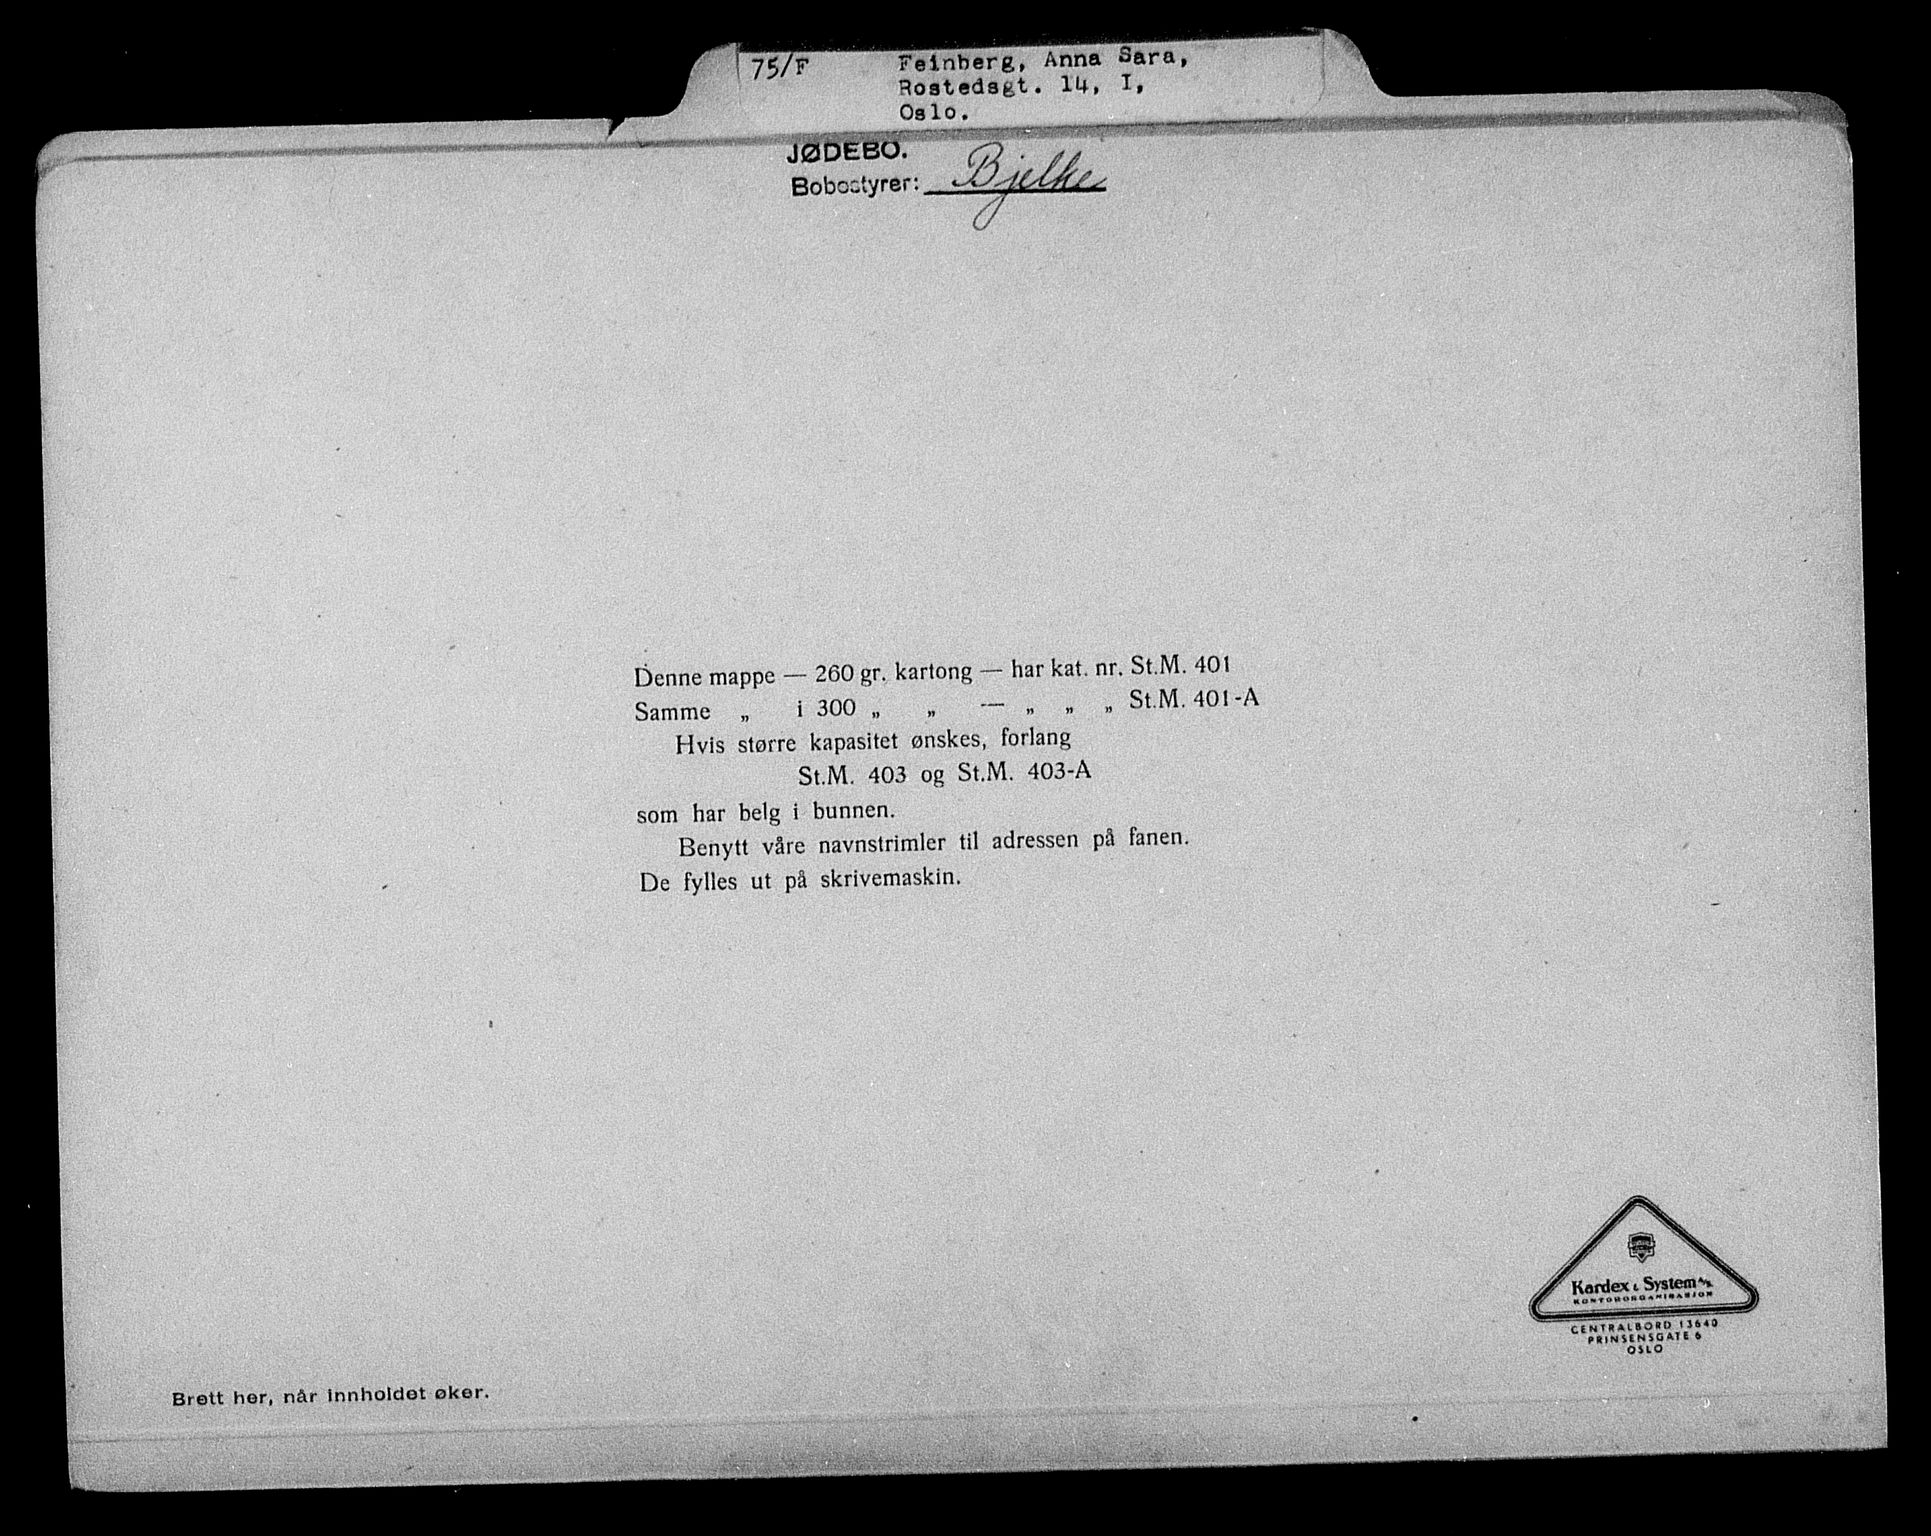 75/F Feinberg, Anna Sara,
Rostedsgt. 14, I,
Oslo.
JØDEBO.
Bobestyrer: Bjelke
Denne mappe — 260 gr. kartong — har kat. nr. St.M. 401
Samme „ i 300 „ „ — „ „ „ St.M. 401-A
Hvis større kapasitet ønskes, forlang
St.M. 403 og St.M. 403-A
som har belg i bunnen.
Benytt våre navnstrimler til adressen på fanen.
De fylles ut på skrivemaskin.
Kardex & System A/S
KONTORORGANISASJON
CENTRALBORD 13640
PRINSENSGATE 6
OSLO
Brett her, når innholdet øker.